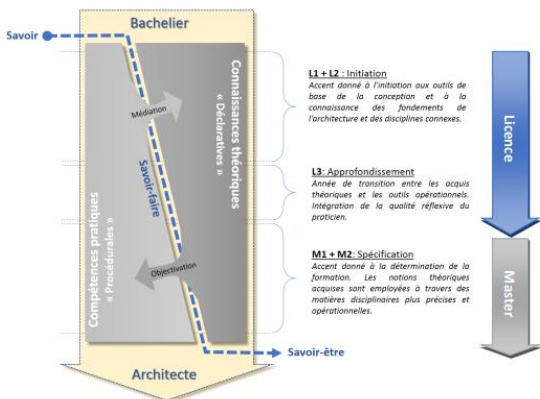 Bachelier
Savoir
Connaissances théoriques
« Déclaratives »
Médiation
Savoir-faire
Compétences pratiques
« Procédurales »
Objectivation
Savoir-être
Architecte
L1 + L2 : Initiation
Accent donné à l'initiation aux outils de
base de la conception et à la
connaissance des fondements de
l'architecture et des disciplines connexes.
L3: Approfondissement
Année de transition entre les acquis
théoriques et les outils opérationnels.
Intégration de la qualité réflexive du
praticien.
M1 + M2: Spécification
Accent donné à la détermination de la
formation. Les notions théoriques
acquises sont employées à travers des
matières disciplinaires plus précises et
opérationnelles.
Licence
Master